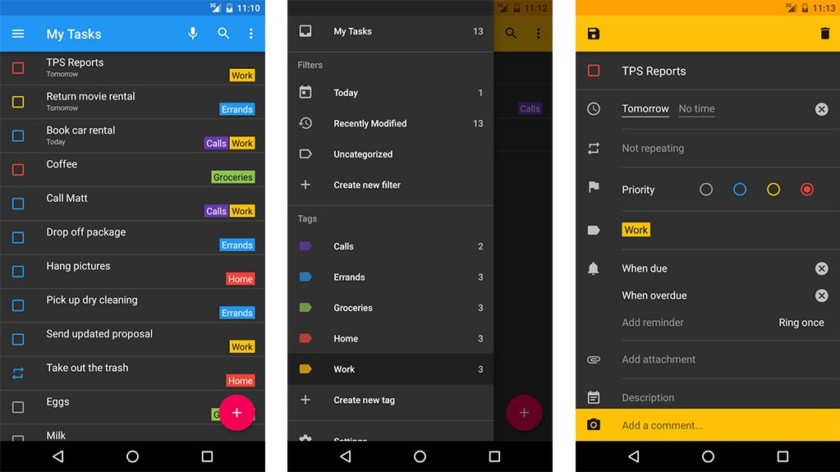 3G 11:10
My Tasks
TPS Reports
Tomorrow
Work
Return movie rental
Tomorrow
Errands
Book car rental
Today
Calls Work
Coffee
Groceries
Call Matt
Calls Work
Drop off package
Errands
Hang pictures
Home
Pick up dry cleaning
Errands
Send updated proposal
Work
Take out the trash
Home
Eggs
Milk
3G 11:12
My Tasks 13
Filters
Today 1
Recently Modified 13
Uncategorized
Create new filter
Tags
Calls 2
Errands 3
Groceries 3
Home 3
Work 3
Create new tag
Settings
Calls
3G 11:13
TPS Reports
Tomorrow No time
Not repeating
Priority
Work
When due
When overdue
Add reminder Ring once
Add attachment
Description
Add a comment...